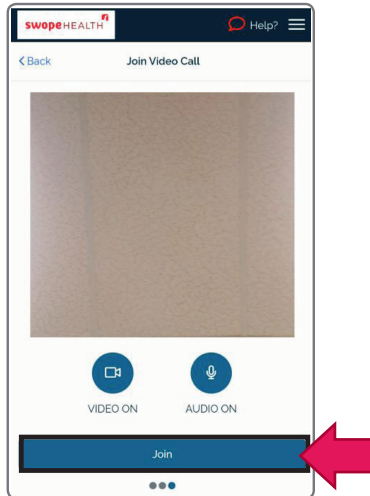 swopeHEALTH
Help?
Back
Join Video Call
VIDEO ON
AUDIO ON
Join